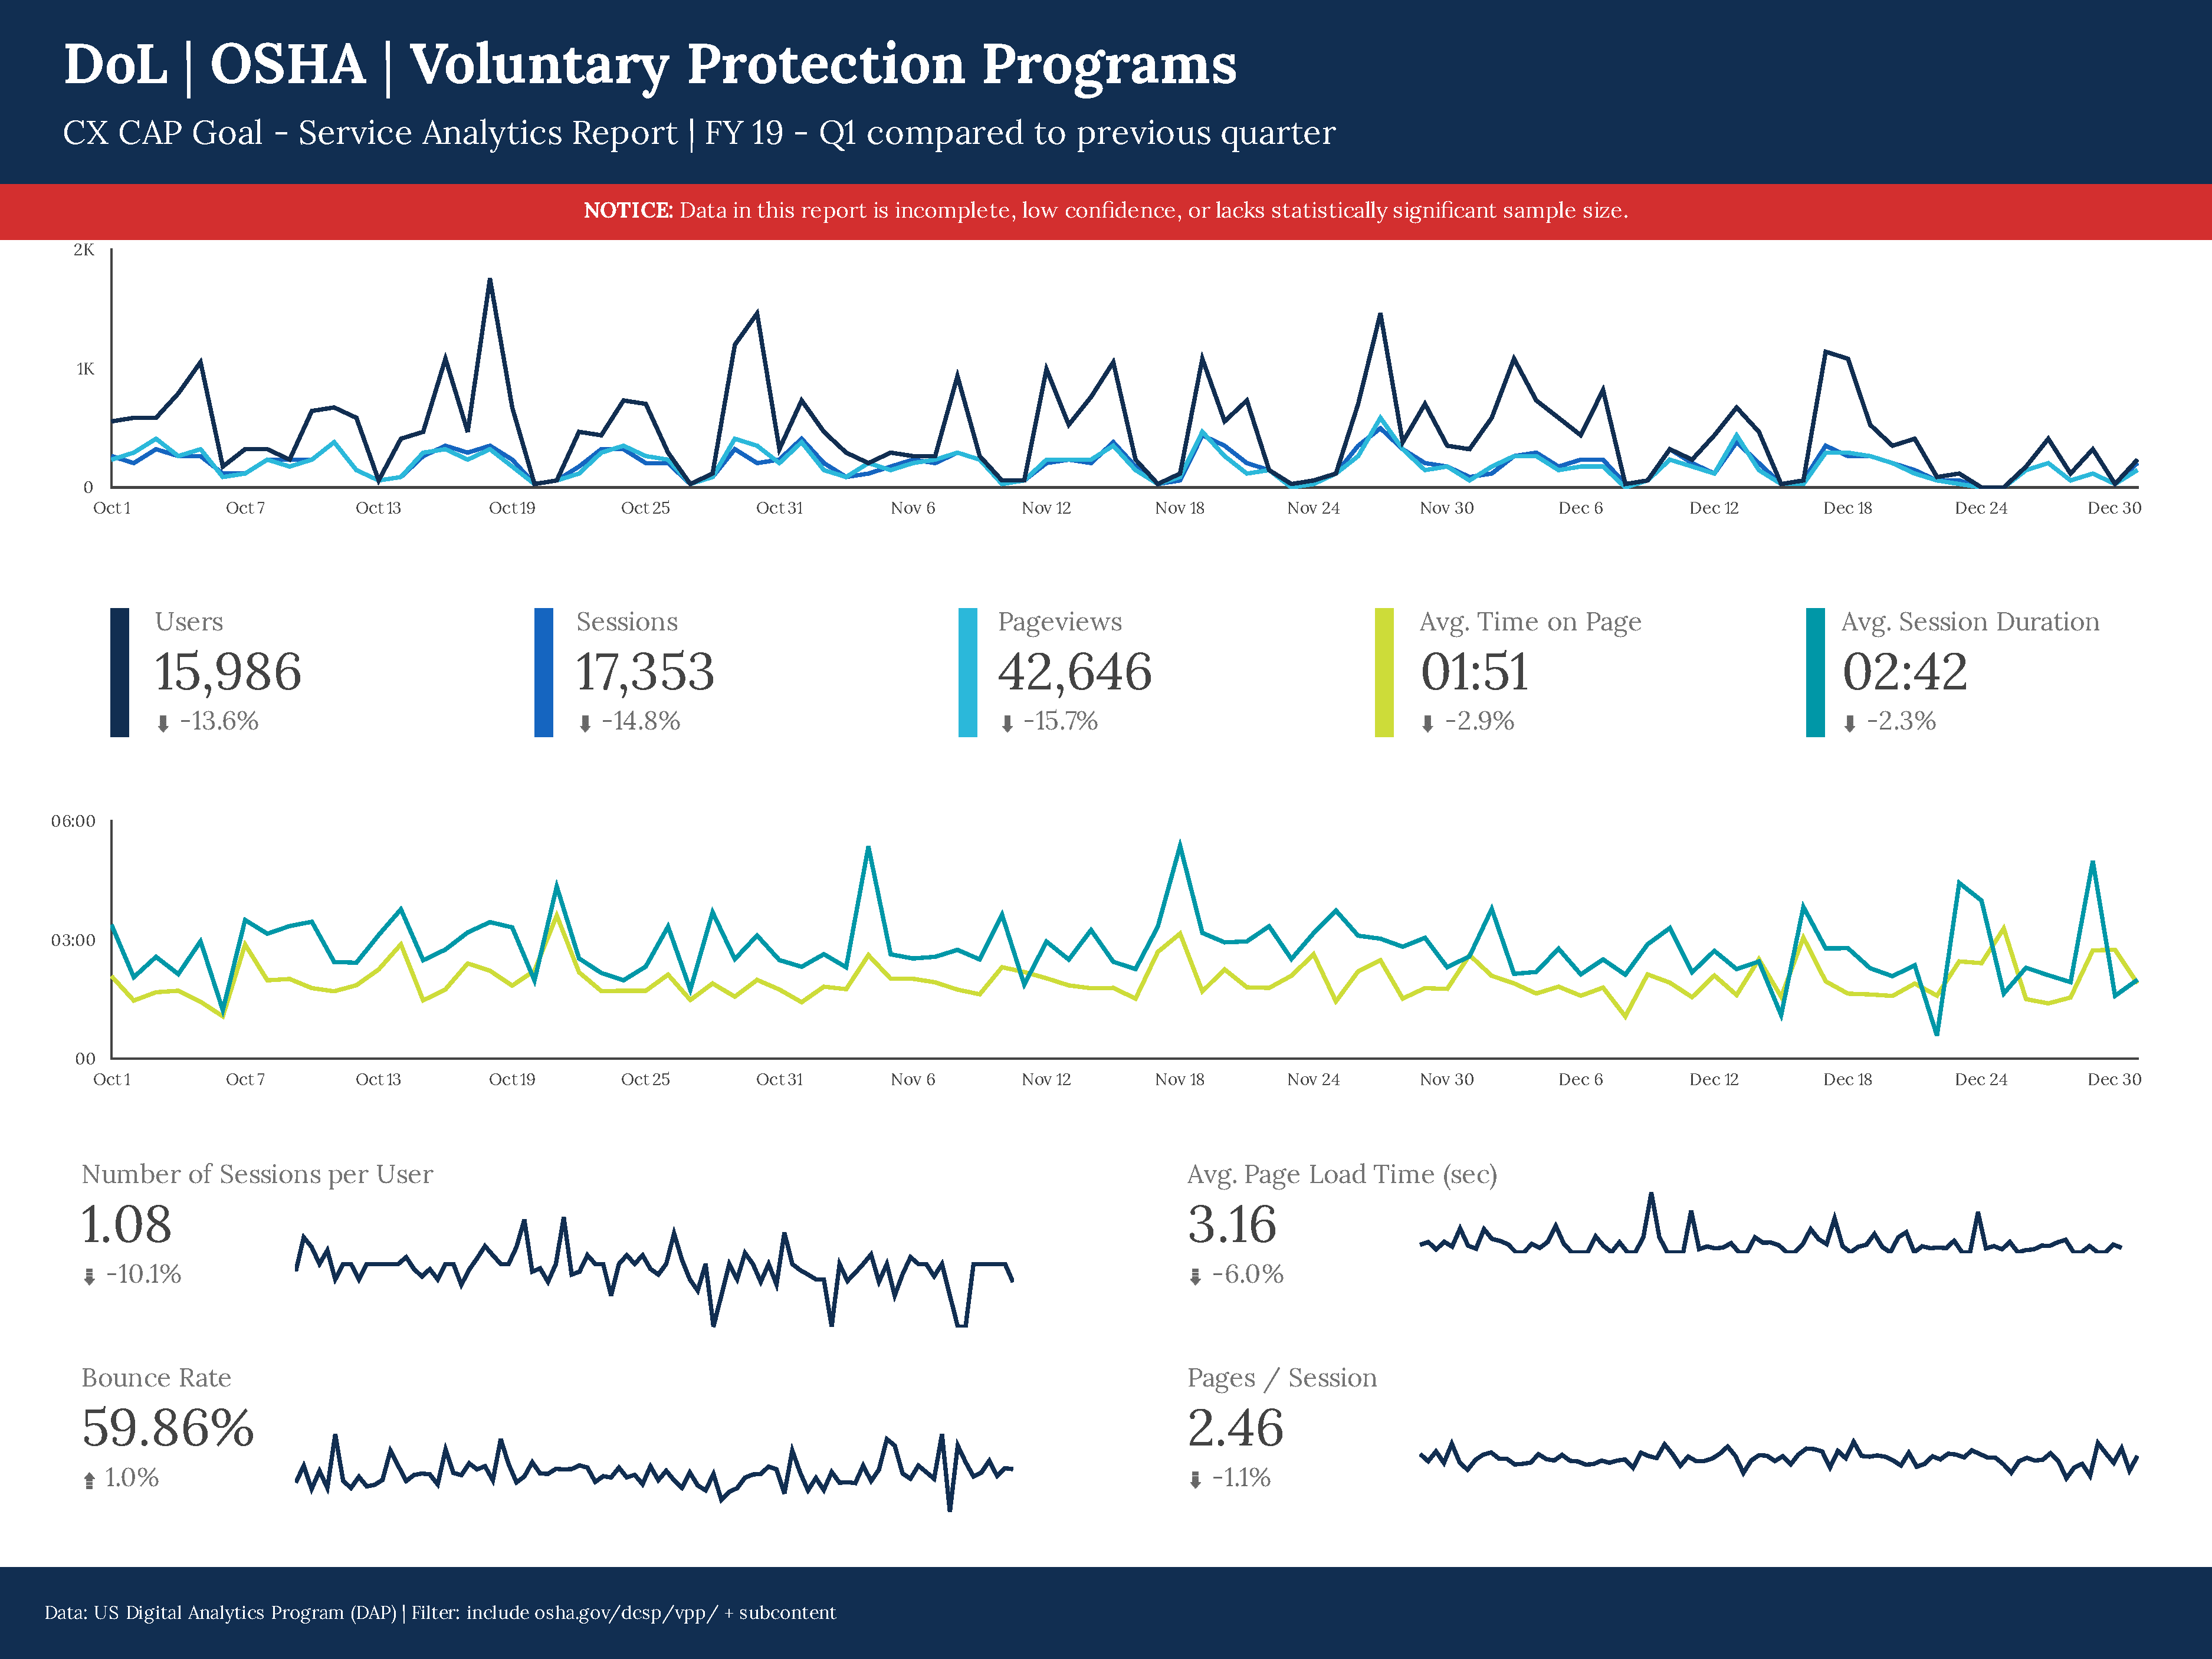 DoL | OSHA | Voluntary Protection Programs
CX CAP Goal - Service Analytics Report | FY 19 - Q1 compared to previous quarter
NOTICE: Data in this report is incomplete, low confidence, or lacks statistically significant sample size.
2K
1K
0
Oct 1 Oct 7 Oct 13 Oct 19 Oct 25 Oct 31 Nov 6 Nov 12 Nov 18 Nov 24 Nov 30 Dec 6 Dec 12 Dec 18 Dec 24 Dec 30
Users Sessions Pageviews Avg. Time on Page Avg. Session Duration
15,986 17,353 42,646 01:51 02:42
-13.6% -14.8% -15.7% -2.9% -2.3%
06:00
03:00
00
Oct 1 Oct 7 Oct 13 Oct 19 Oct 25 Oct 31 Nov 6 Nov 12 Nov 18 Nov 24 Nov 30 Dec 6 Dec 12 Dec 18 Dec 24 Dec 30
Number of Sessions per User
1.08
-10.1%
Avg. Page Load Time (sec)
3.16
-6.0%
Bounce Rate
59.86%
1.0%
Pages / Session
2.46
-1.1%
Data: US Digital Analytics Program (DAP) | Filter: include osha.gov/dcsp/vpp/ + subcontent